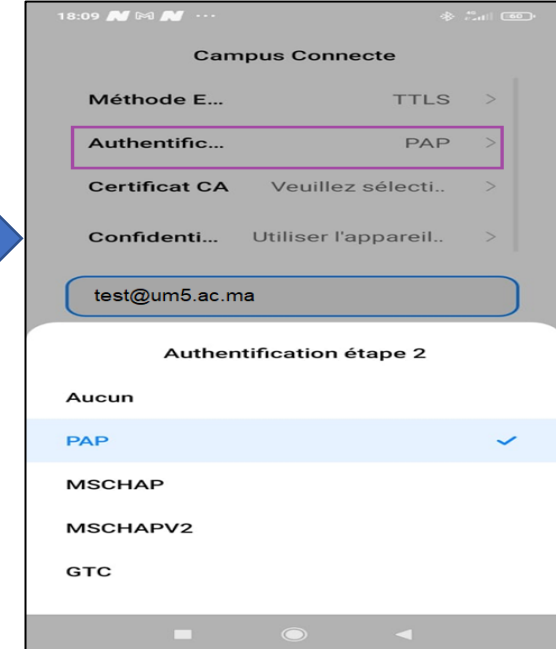 18:09 ... 60
Campus Connecte
Méthode E... TTLS >
Authentific... PAP >
Certificat CA Veuillez sélecti.. >
Confidenti... Utiliser l'appareil.. >
test@um5.ac.ma
Authentification étape 2
Aucun
PAP
MSCHAP
MSCHAPV2
GTC